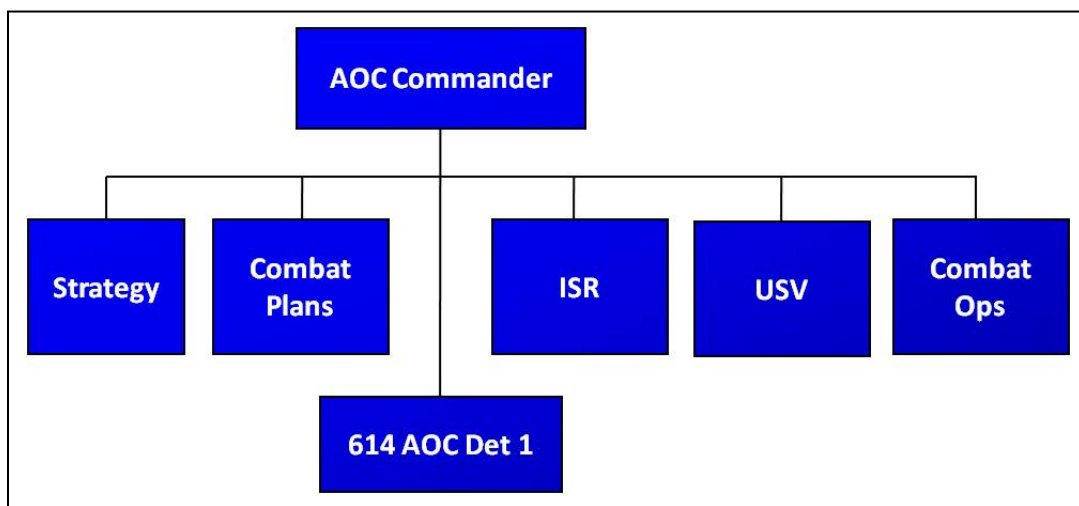 AOC Commander
Strategy
Combat
Plans
ISR
USV
Combat
Ops
614 AOC Det 1